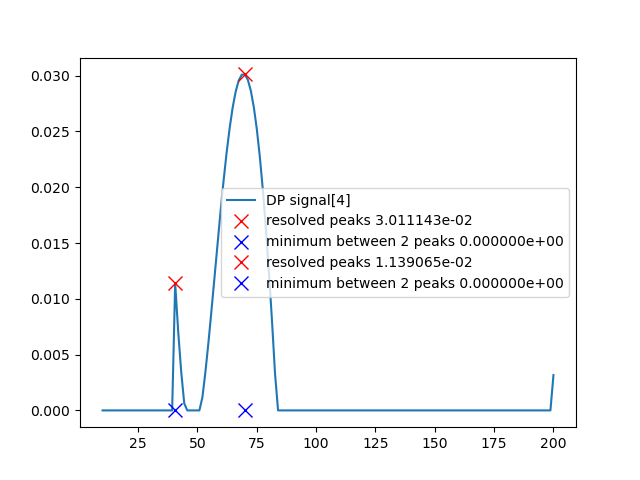 0.030
0.025
0.020
0.015
0.010
0.005
0.000
DP signal[4]
resolved peaks 3.011143e-02
minimum between 2 peaks 0.000000e+00
resolved peaks 1.139065e-02
minimum between 2 peaks 0.000000e+00
25 50 75 100 125 150 175 200